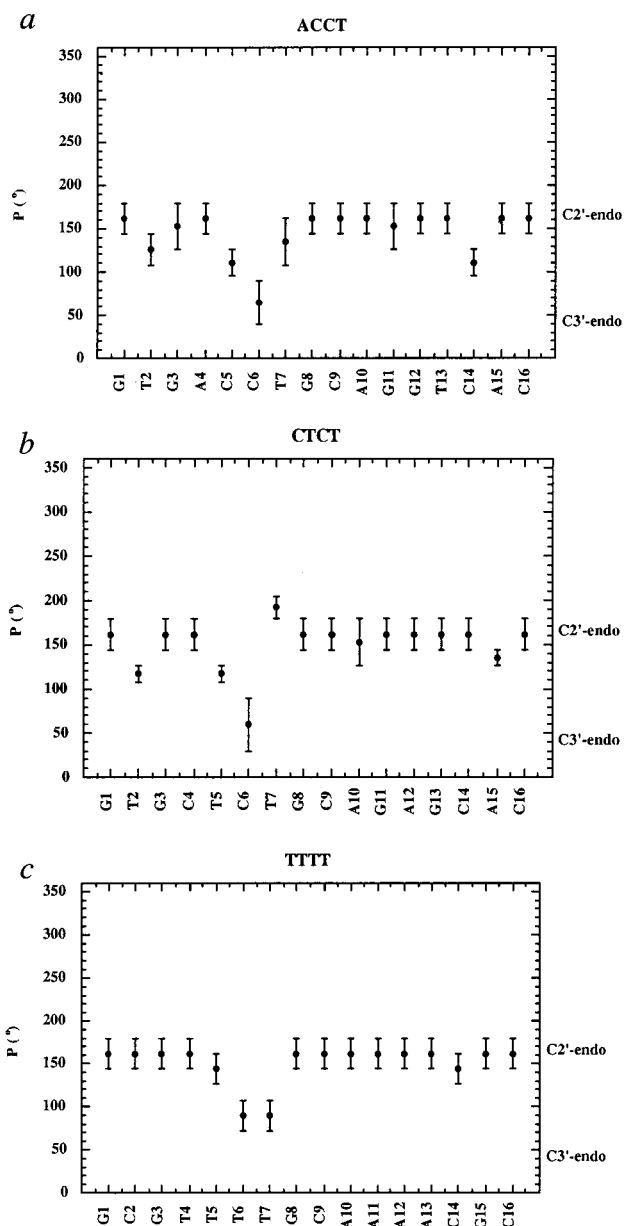 a
ACCT
350
300
250
200
150
100
50
0
P (°)
C2'-endo
C3'-endo
G1 T2 G3 A4 C5 C6 T7 G8 C9 A10 G11 G12 T13 C14 A15 C16
b
CTCT
350
300
250
200
150
100
50
0
P (°)
C2'-endo
C3'-endo
G1 T2 G3 C4 T5 C6 T7 G8 C9 A10 G11 A12 G13 C14 A15 C16
c
TTTT
350
300
250
200
150
100
50
0
P (°)
C2'-endo
C3'-endo
G1 C2 G3 T4 T5 T6 T7 G8 C9 A10 A11 A12 A13 C14 G15 C16